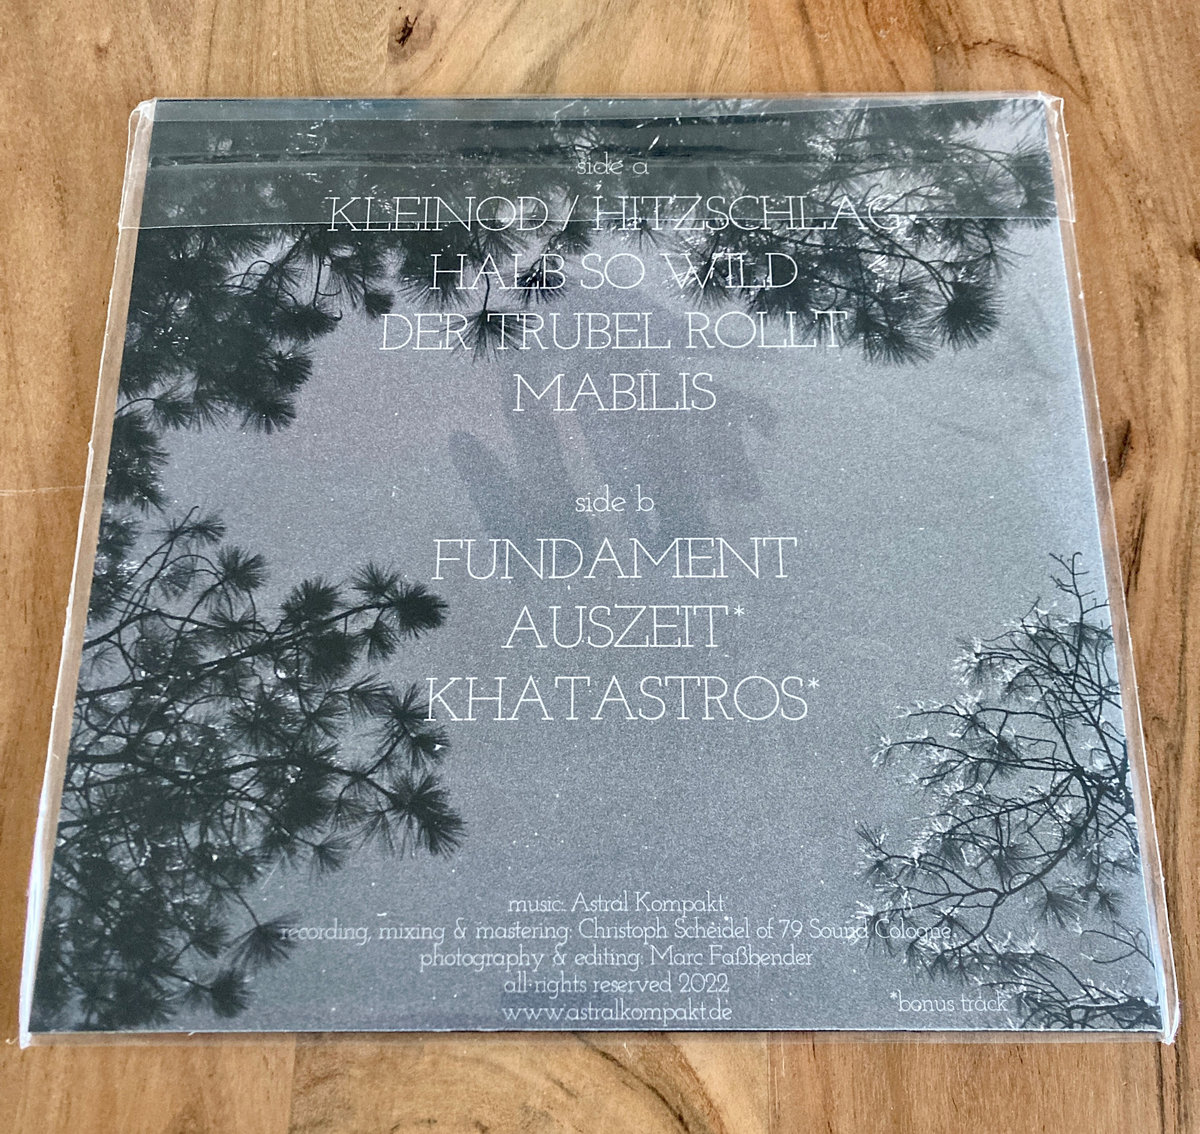 side a
KLEINOD / HITZSCHLAG
HALB SO WILD
DER TRUBEL ROLLT
MABILIS
side b
FUNDAMENT
AUSZEIT*
KHATASTROS*
music: Astral Kompakt
recording, mixing & mastering: Christoph Scheidel of 79 Sound Cologne
photography & editing: Marc Faßbender
all rights reserved 2022
www.astralkompakt.de
*bonus track